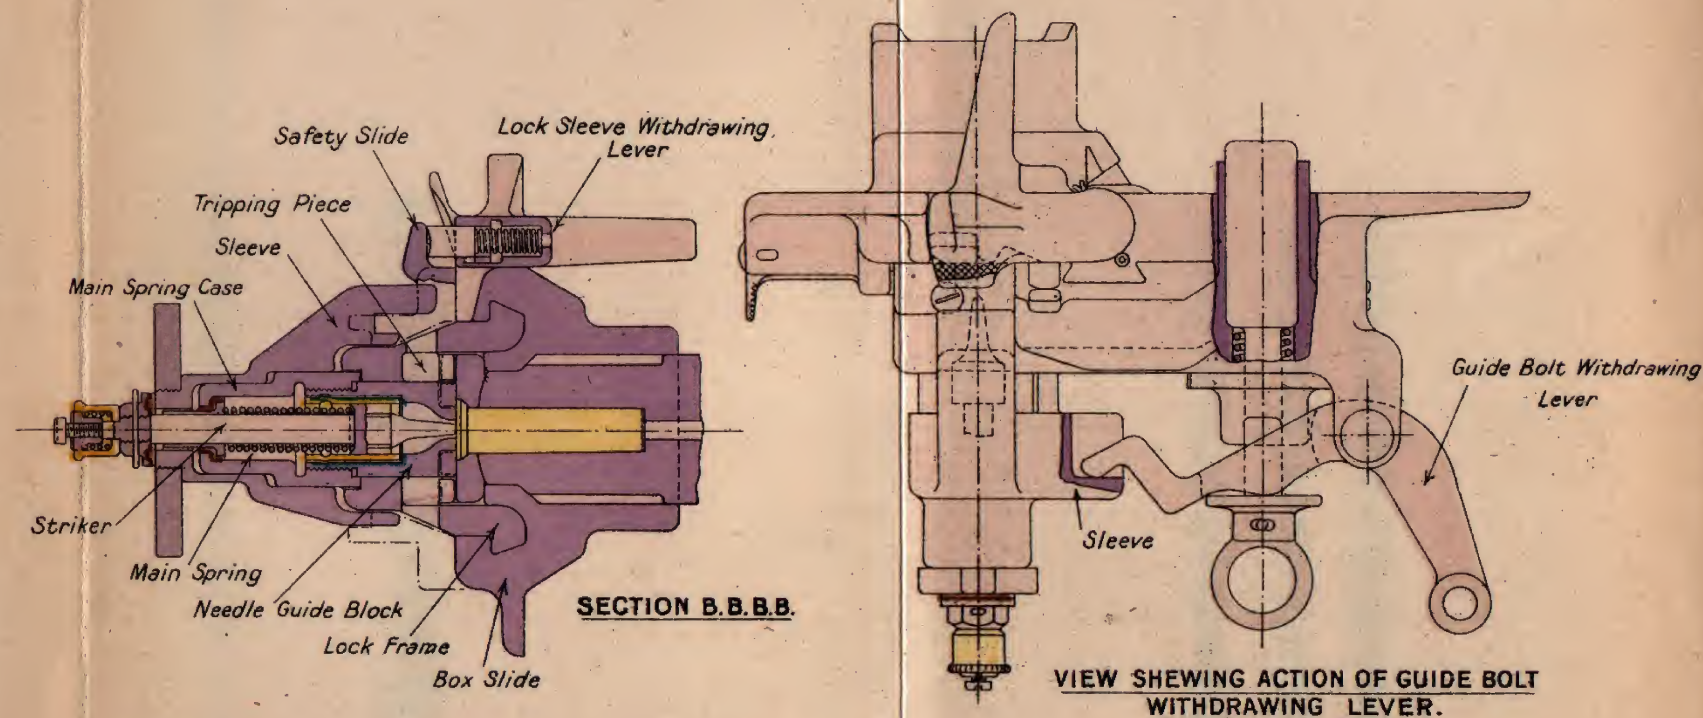 Safety Slide
Lock Sleeve Withdrawing
Lever
Tripping Piece
Sleeve
Main Spring Case
Striker
Main Spring
Needle Guide Block
Lock Frame
Box Slide
SECTION B.B.B.B.
Guide Bolt Withdrawing
Lever
Sleeve
VIEW SHEWING ACTION OF GUIDE BOLT
WITHDRAWING LEVER.